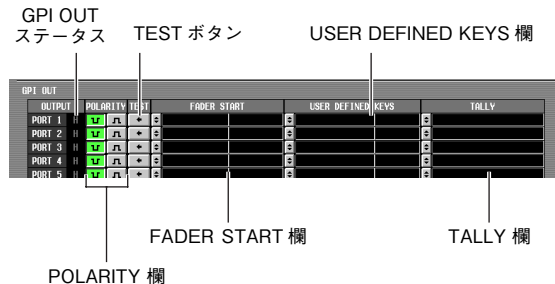 GPI OUT
ステータス
TEST ボタン
USER DEFINED KEYS 欄
GPI OUT
OUTPUT POLARITY TEST FADER START USER DEFINED KEYS TALLY
PORT 1 H
PORT 2 H
PORT 3 H
PORT 4 H
PORT 5 H
FADER START 欄
TALLY 欄
POLARITY 欄